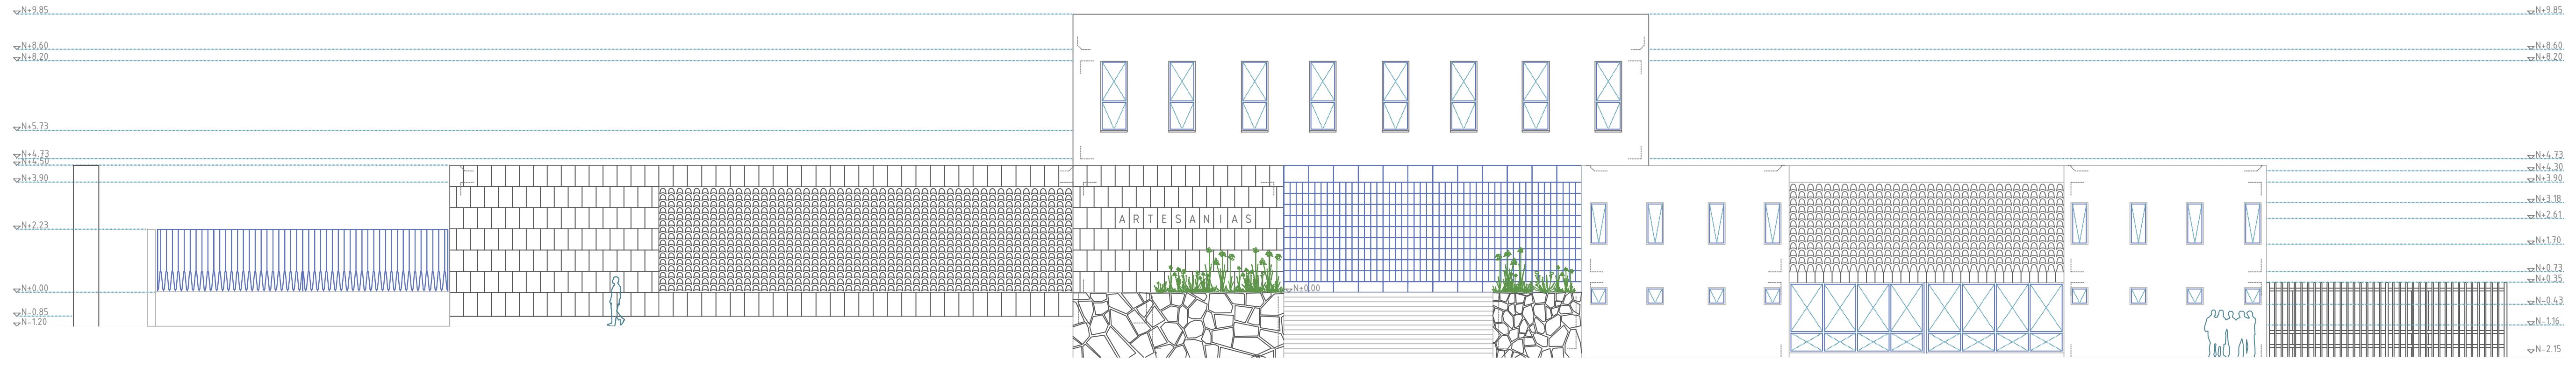 N+9.85
N+9.85
N+8.60
N+8.60
N+8.20
N+8.20
N+5.73
N+4.73
N+4.73
N+4.50
N+4.30
N+3.90
N+3.90
N+3.18
N+2.61
ARTESANIAS
N+2.23
N+1.70
N+0.73
N+0.35
N±0.00
N±0.00
N-0.43
N-0.85
N-1.20
N-1.16
N-2.15